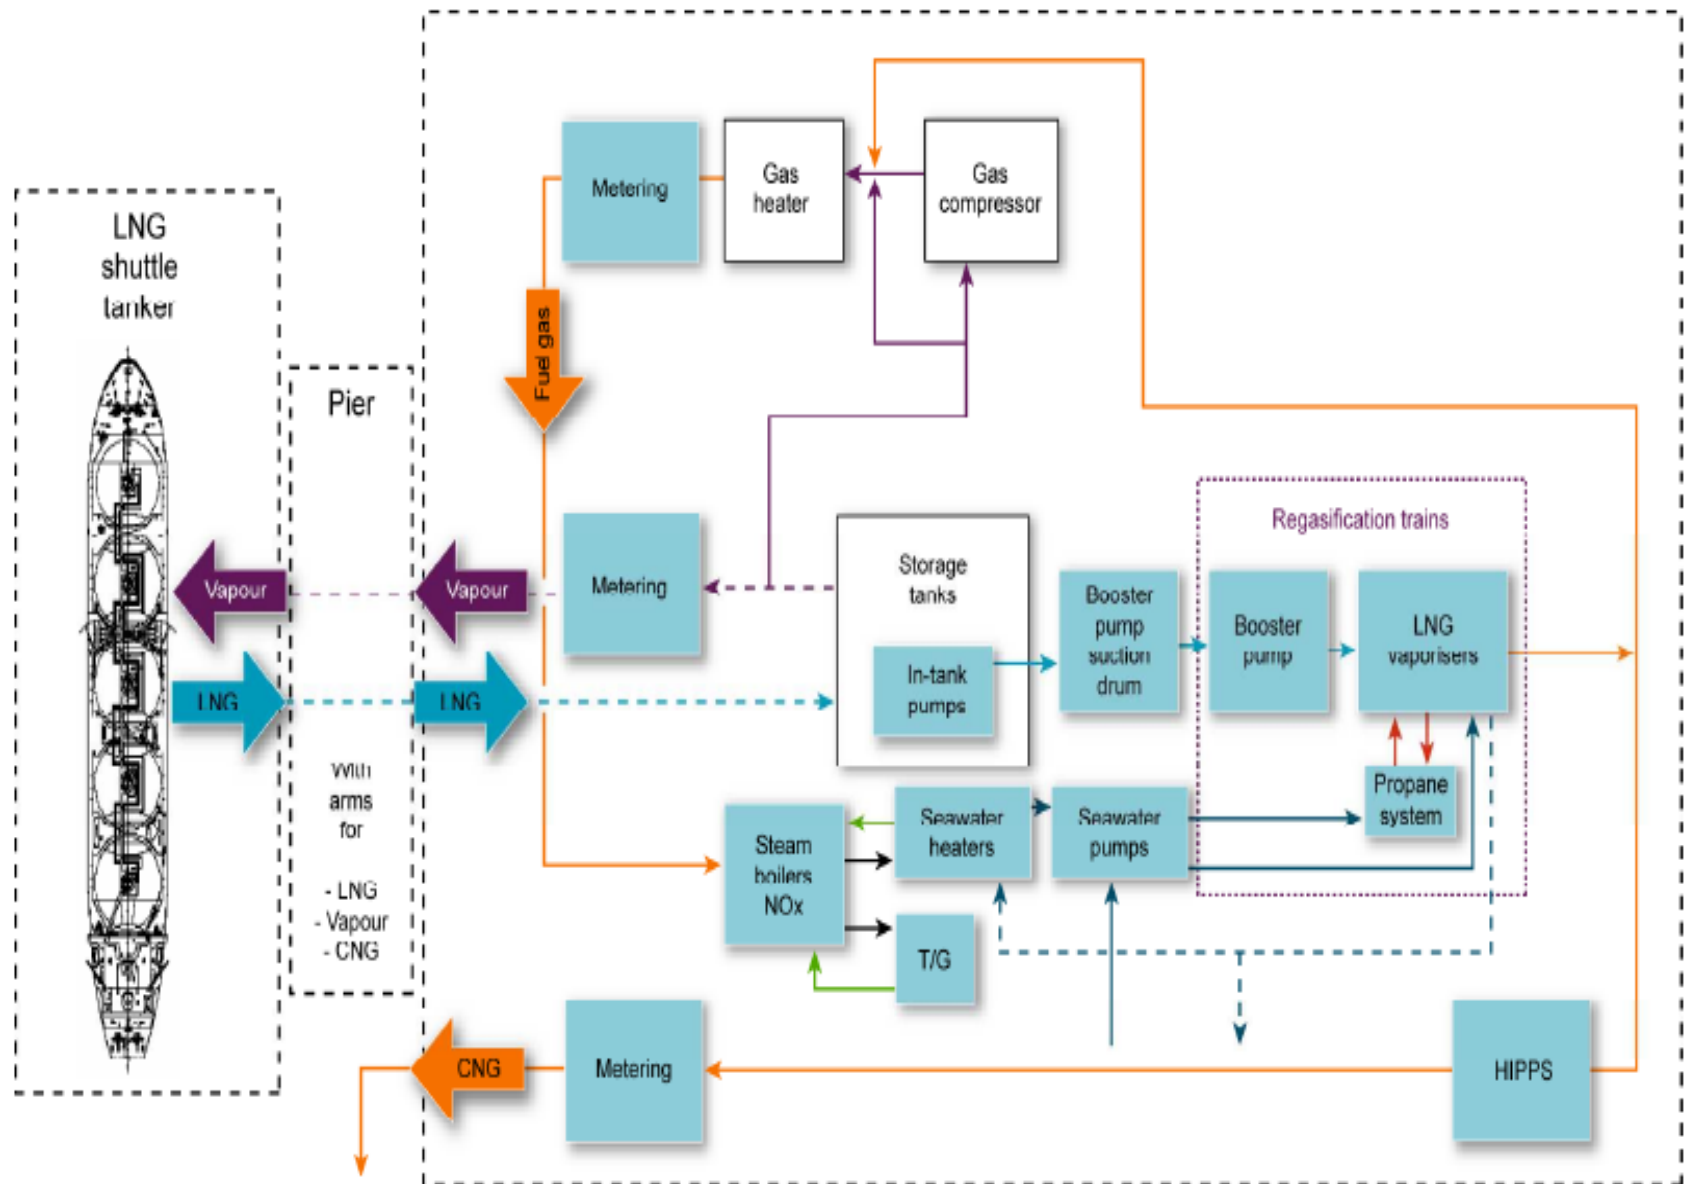 LNG
shuttle
tanker
Pier
With
arms
for
- LNG
- Vapour
- CNG
Vapour
LNG
Vapour
LNG
CNG
Fuel gas
Metering
Gas
heater
Gas
compressor
Metering
Storage
tanks
In-tank
pumps
Booster
pump
suction
drum
Regasification trains
Booster
pump
LNG
vaporisers
Propane
system
Steam
boilers
NOx
Seawater
heaters
Seawater
pumps
T/G
Metering
HIPPS